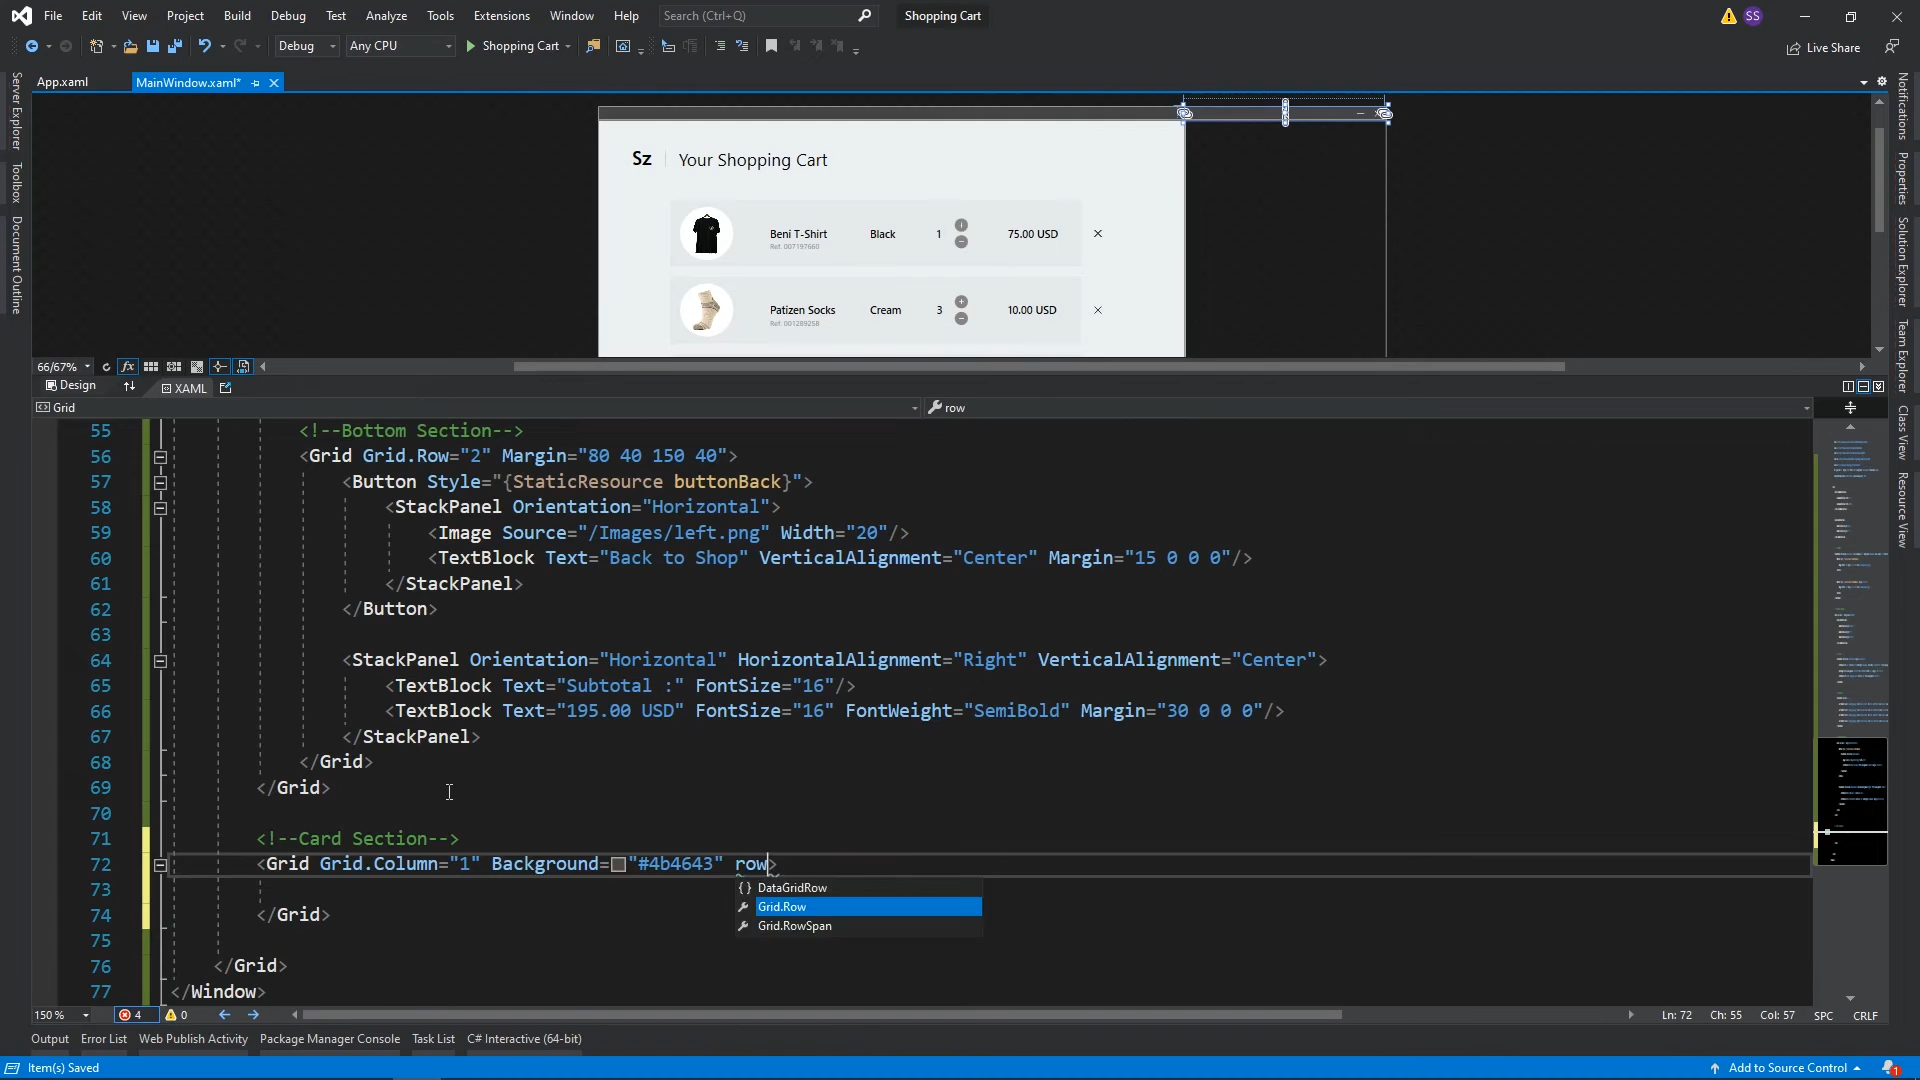 File Edit View Project Build Debug Test Analyze Tools Extensions Window Help Search (Ctrl+Q) Shopping Cart SS
Debug Any CPU Shopping Cart Live Share
App.xaml MainWindow.xaml*
Server Explorer
Toolbox
Document Outline
Notifications
Properties
Solution Explorer
Team Explorer
Class View
Resource View
Sz Your Shopping Cart
Beni T-Shirt Black 1 75.00 USD
Ref. 007197660
Patizen Socks Cream 3 10.00 USD
Ref. 001289258
66/67% fx
Design XAML
Grid row
55 <!--Bottom Section-->
56 <Grid Grid.Row="2" Margin="80 40 150 40">
57 <Button Style="{StaticResource buttonBack}">
58 <StackPanel Orientation="Horizontal">
59 <Image Source="/Images/left.png" Width="20"/>
60 <TextBlock Text="Back to Shop" VerticalAlignment="Center" Margin="15 0 0 0"/>
61 </StackPanel>
62 </Button>
63
64 <StackPanel Orientation="Horizontal" HorizontalAlignment="Right" VerticalAlignment="Center">
65 <TextBlock Text="Subtotal :" FontSize="16"/>
66 <TextBlock Text="195.00 USD" FontSize="16" FontWeight="SemiBold" Margin="30 0 0 0"/>
67 </StackPanel>
68 </Grid>
69 </Grid>
70
71 <!--Card Section-->
72 <Grid Grid.Column="1" Background="#4b4643" row>
73
74 </Grid>
75
76 </Grid>
77 </Window>
{ } DataGridRow
Grid.Row
Grid.RowSpan
150 % 4 0 Ln: 72 Ch: 55 Col: 57 SPC CRLF
Output Error List Web Publish Activity Package Manager Console Task List C# Interactive (64-bit)
Item(s) Saved Add to Source Control 1